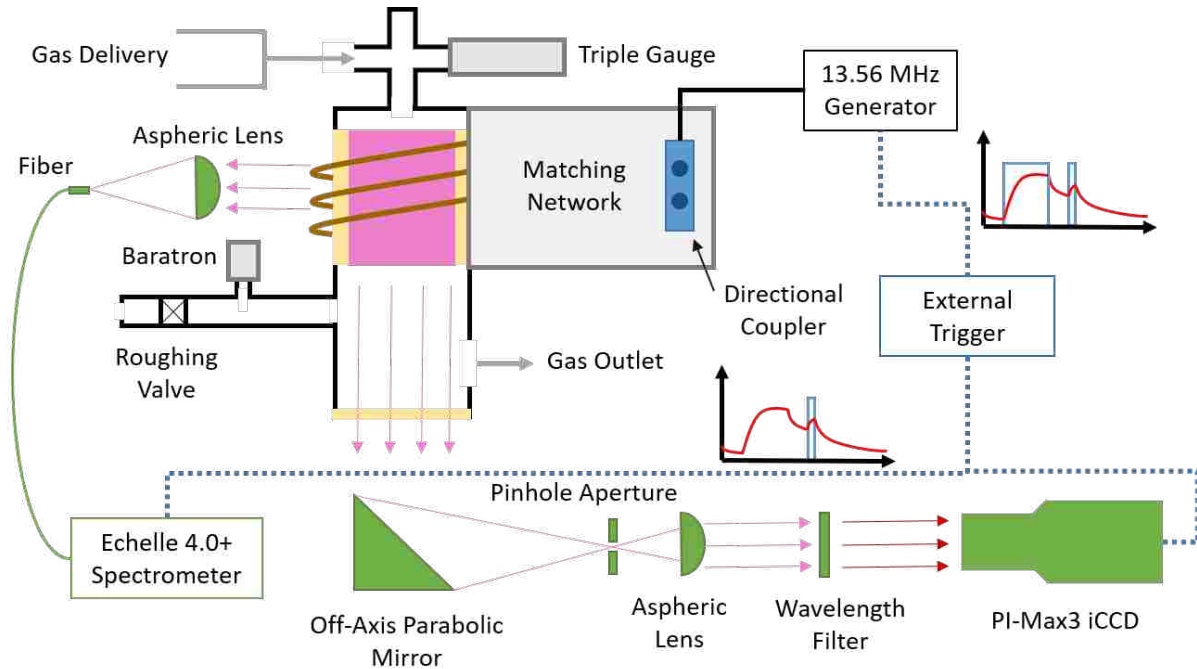 Gas Delivery
Triple Gauge
13.56 MHz
Generator
Aspheric Lens
Fiber
Matching
Network
Baratron
Directional
Coupler
External
Trigger
Roughing
Valve
Gas Outlet
Pinhole Aperture
Echelle 4.0+
Spectrometer
Off-Axis Parabolic
Mirror
Aspheric
Lens
Wavelength
Filter
PI-Max3 iCCD